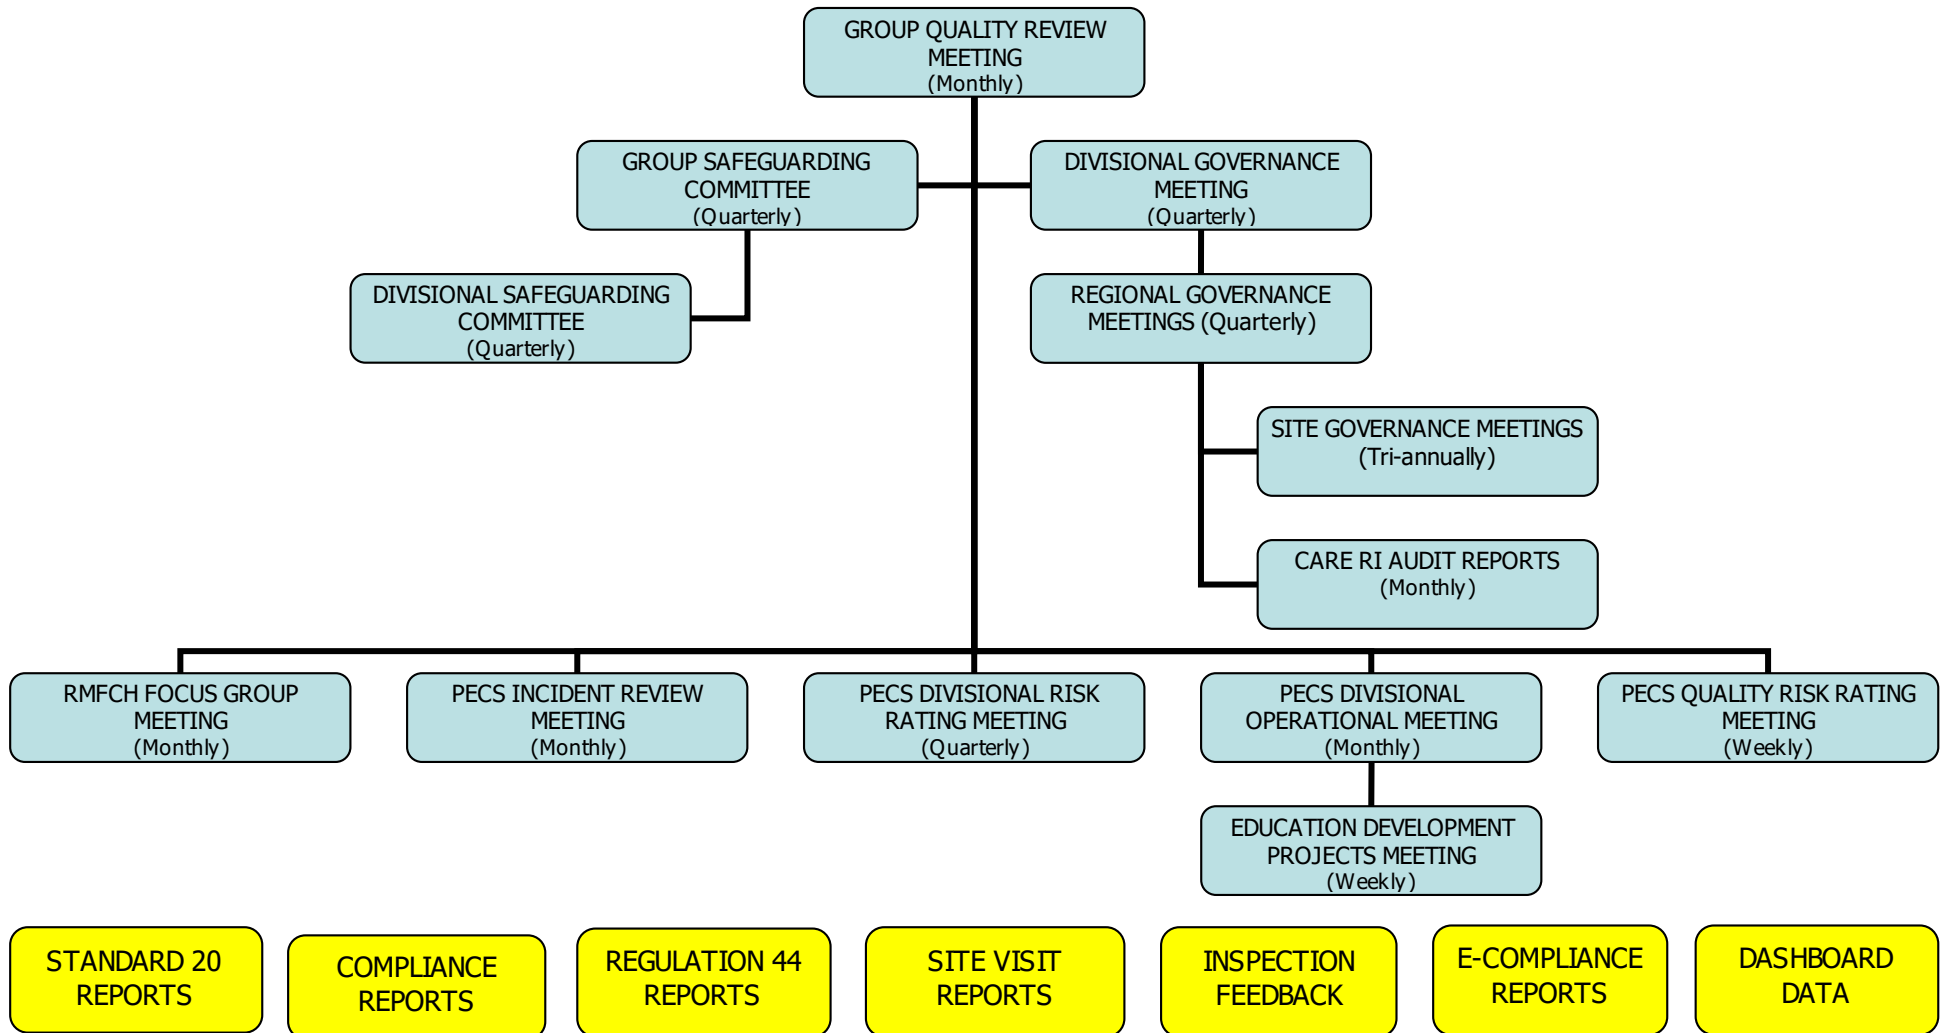 GROUP QUALITY REVIEW
MEETING
(Monthly)
GROUP SAFEGUARDING
COMMITTEE
(Quarterly)
DIVISIONAL GOVERNANCE
MEETING
(Quarterly)
DIVISIONAL SAFEGUARDING
COMMITTEE
(Quarterly)
REGIONAL GOVERNANCE
MEETINGS (Quarterly)
SITE GOVERNANCE MEETINGS
(Tri-annually)
CARE RI AUDIT REPORTS
(Monthly)
RMFCH FOCUS GROUP
MEETING
(Monthly)
PECS INCIDENT REVIEW
MEETING
(Monthly)
PECS DIVISIONAL RISK
RATING MEETING
(Quarterly)
PECS DIVISIONAL
OPERATIONAL MEETING
(Monthly)
PECS QUALITY RISK RATING
MEETING
(Weekly)
EDUCATION DEVELOPMENT
PROJECTS MEETING
(Weekly)
STANDARD 20
REPORTS
COMPLIANCE
REPORTS
REGULATION 44
REPORTS
SITE VISIT
REPORTS
INSPECTION
FEEDBACK
E-COMPLIANCE
REPORTS
DASHBOARD
DATA